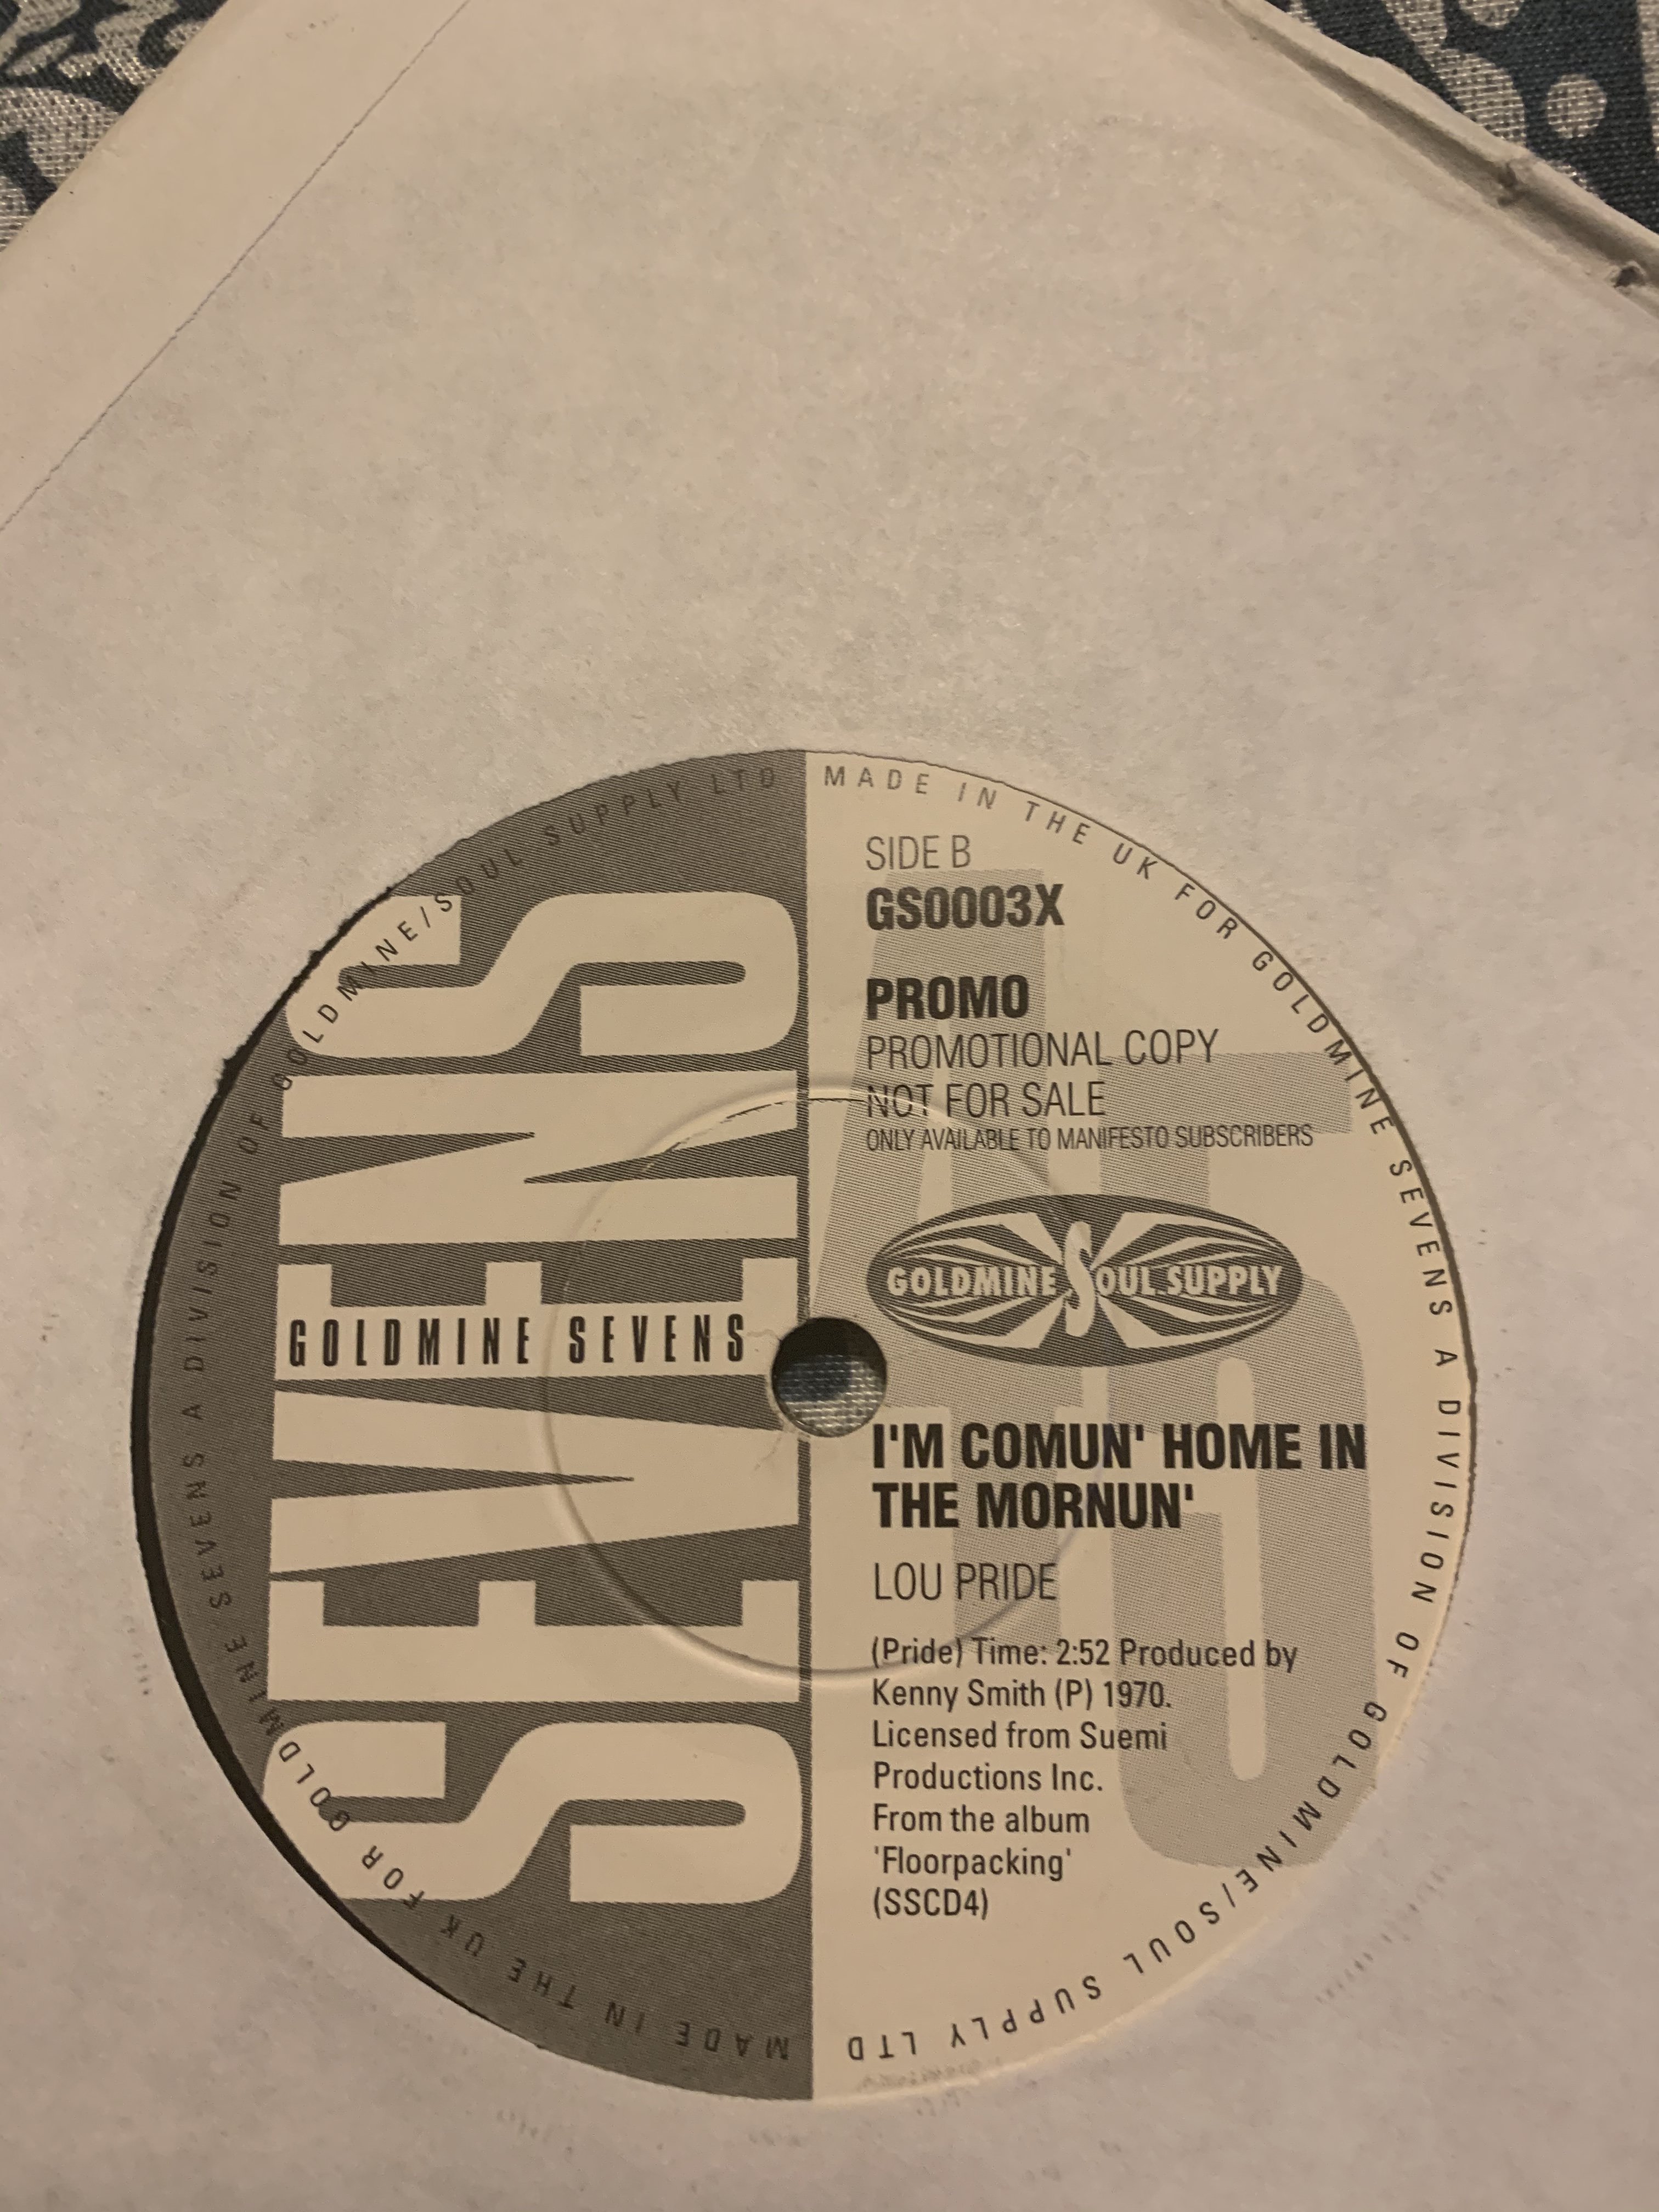 MADE IN THE UK FOR GOLDMINE SEVENS A DIVISION OF GOLDMINE/SOUL SUPPLY LTD
MADE IN THE UK FOR GOLDMINE SEVENS A DIVISION OF GOLDMINE/SOUL SUPPLY LTD
SEVENS
GOLDMINE SEVENS
SIDE B
GS0003X
PROMO
PROMOTIONAL COPY
NOT FOR SALE
ONLY AVAILABLE TO MANIFESTO SUBSCRIBERS
GOLDMINE SOUL SUPPLY
I'M COMUN' HOME IN
THE MORNUN'
LOU PRIDE
(Pride) Time: 2:52 Produced by
Kenny Smith (P) 1970.
Licensed from Suemi
Productions Inc.
From the album
'Floorpacking'
(SSCD4)